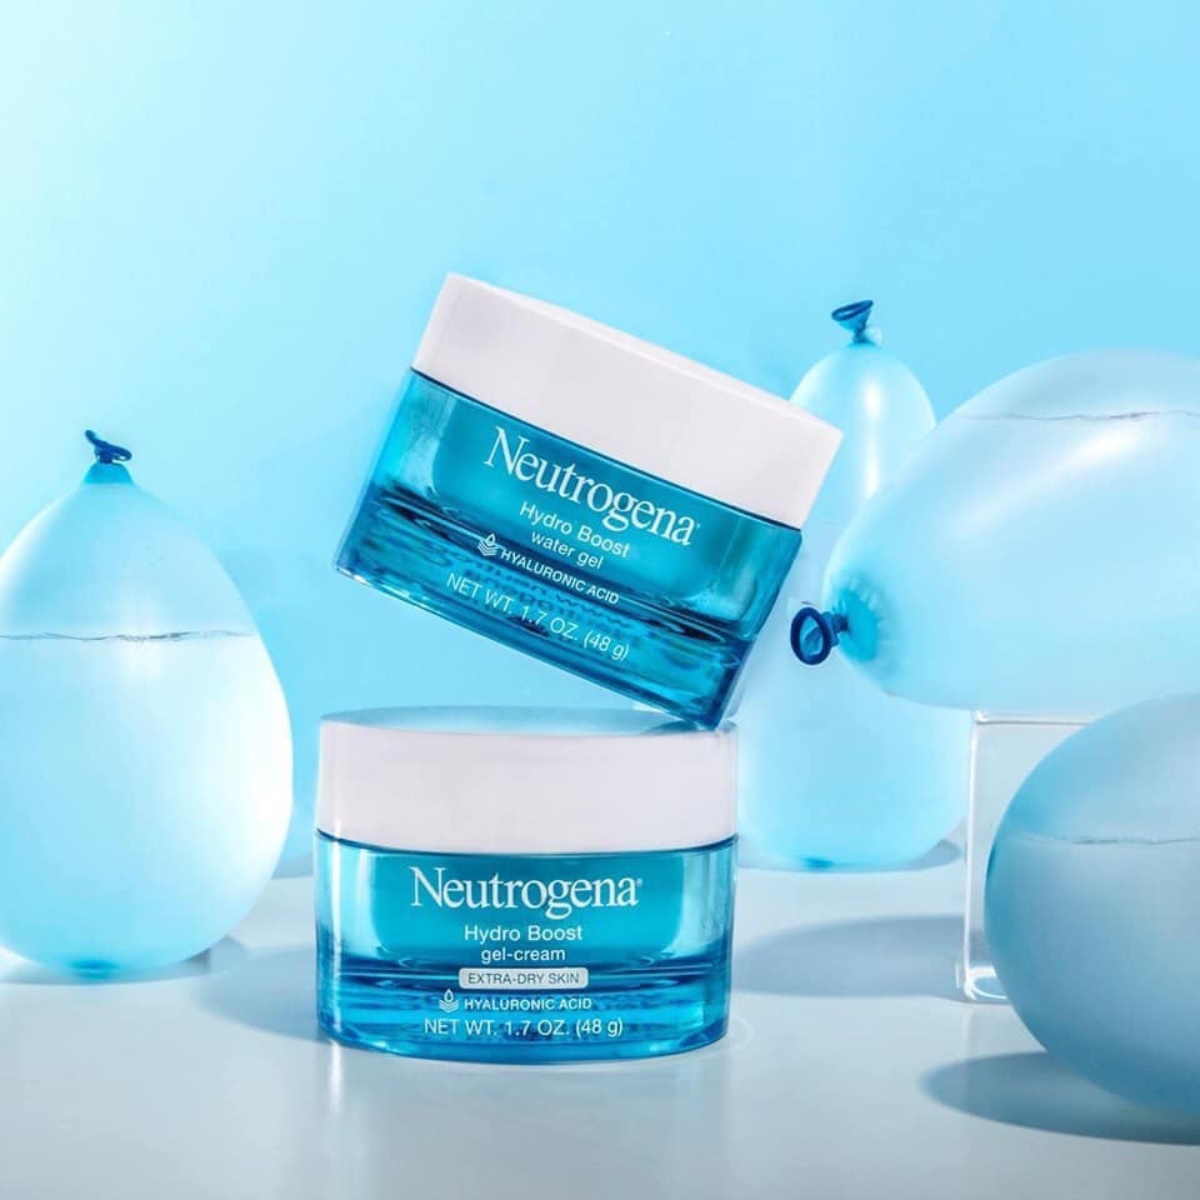 Neutrogena®
Hydro Boost
water gel
HYALURONIC ACID
NET WT. 1.7 OZ. (48 g)
Neutrogena®
Hydro Boost
gel-cream
EXTRA-DRY SKIN
HYALURONIC ACID
NET WT. 1.7 OZ. (48 g)